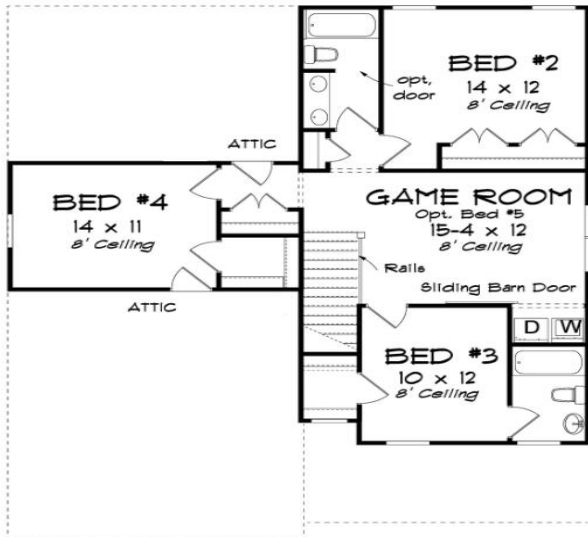 opt.
door
BED #2
14 x 12
8' Ceiling
ATTIC
BED #4
14 x 11
8' Ceiling
GAME ROOM
Opt. Bed #5
15-4 x 12
8' Ceiling
Rails
Sliding Barn Door
ATTIC
D W
BED #3
10 x 12
8' Ceiling